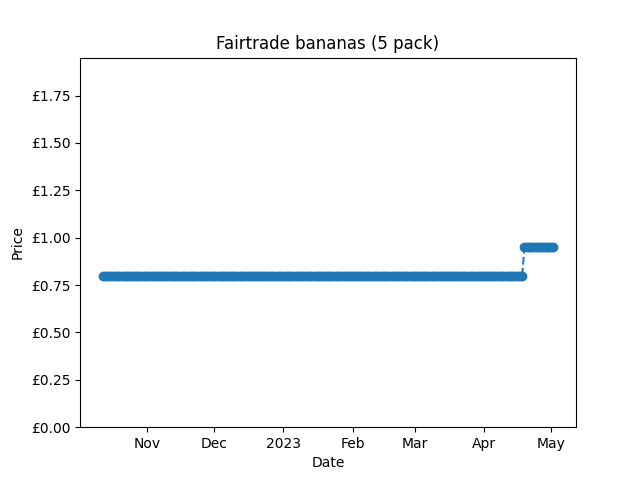 Fairtrade bananas (5 pack)
£1.75
£1.50
£1.25
£1.00
£0.75
£0.50
£0.25
£0.00
Price
Nov Dec 2023 Feb Mar Apr May
Date